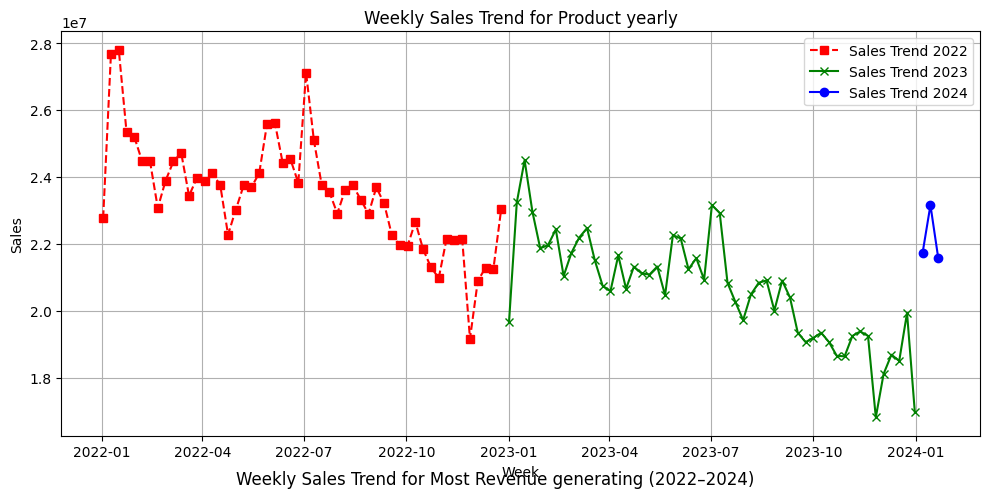 Weekly Sales Trend for Product yearly
1e7
Sales Trend 2022
Sales Trend 2023
Sales Trend 2024
Sales
2.8
2.6
2.4
2.2
2.0
1.8
2022-01 2022-04 2022-07 2022-10 2023-01 2023-04 2023-07 2023-10 2024-01
Week
Weekly Sales Trend for Most Revenue generating (2022–2024)